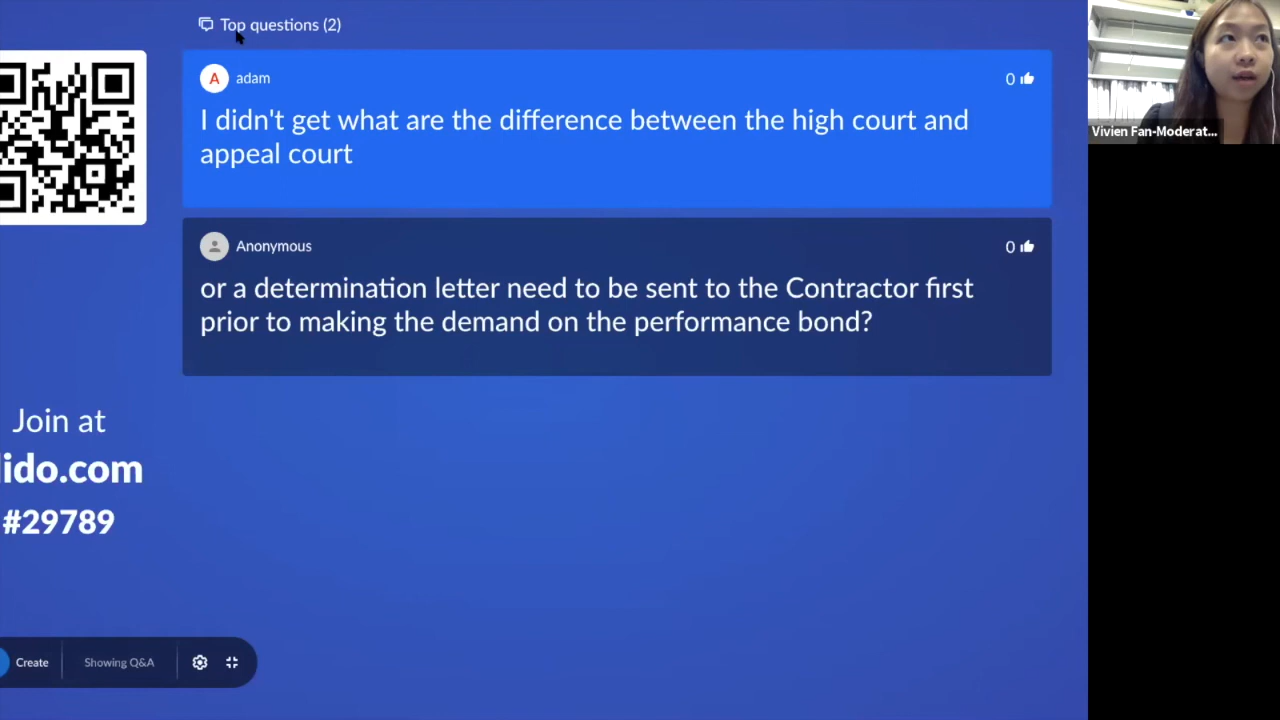 Top questions (2)
A adam 0
I didn't get what are the difference between the high court and
appeal court
Anonymous 0
or a determination letter need to be sent to the Contractor first
prior to making the demand on the performance bond?
Join at
lido.com
#29789
Create Showing Q&A
Vivien Fan-Moderat...